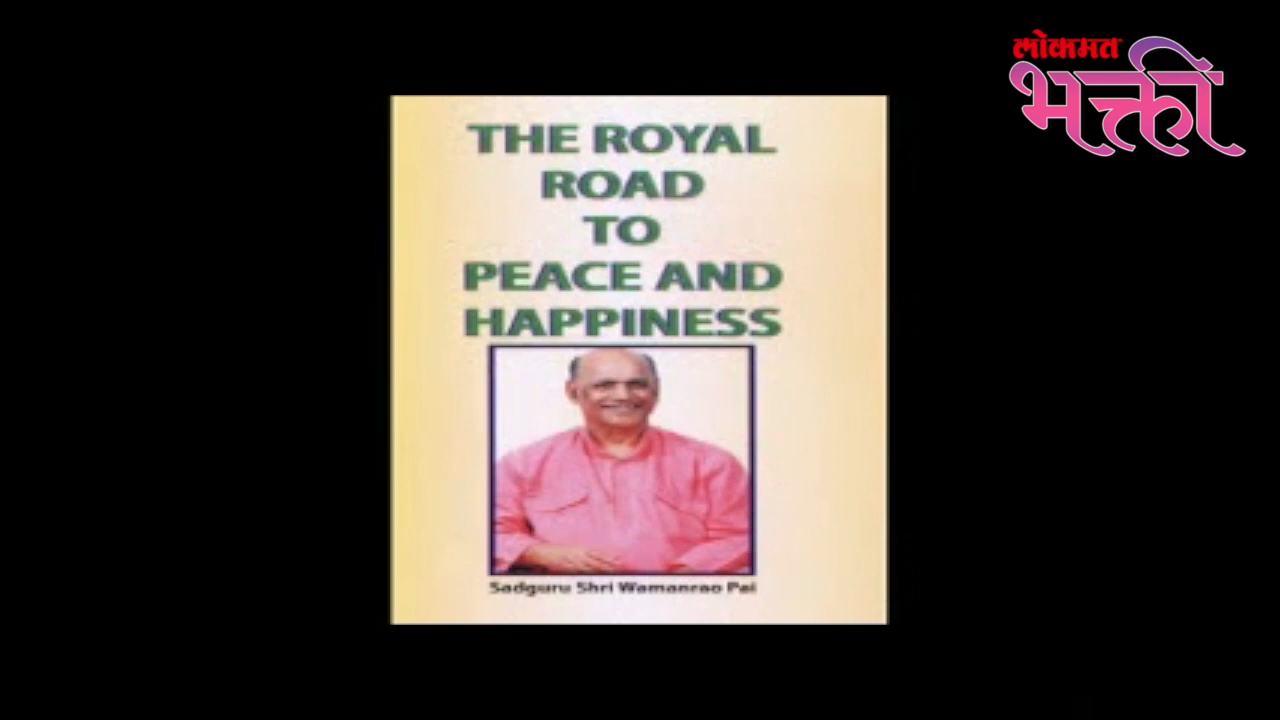 लोकमत
भक्ती
THE ROYAL
ROAD
TO
PEACE AND
HAPPINESS
Sadguru Shri Wamanrao Pai